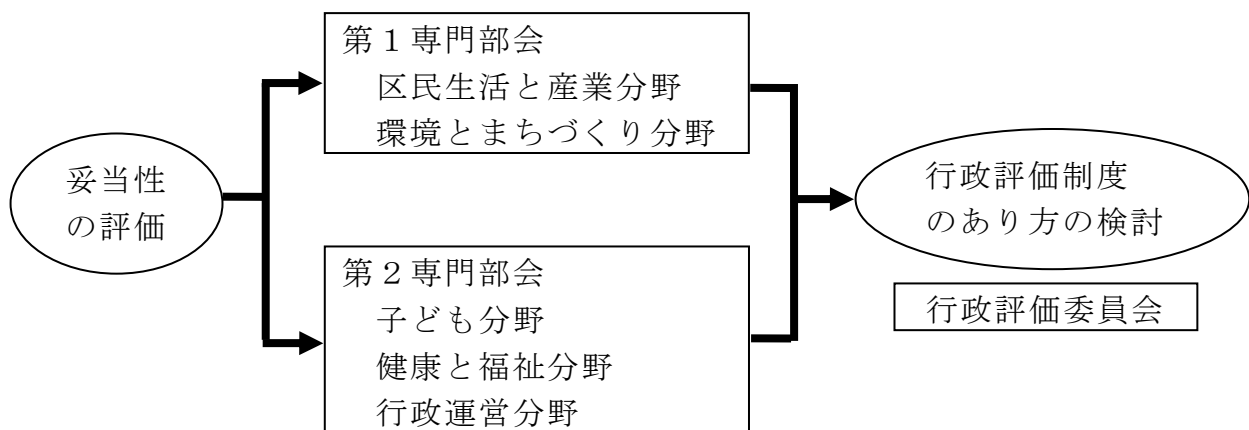 妥当性
の評価
第１専門部会
区民生活と産業分野
環境とまちづくり分野
第２専門部会
子ども分野
健康と福祉分野
行政運営分野
行政評価制度
のあり方の検討
行政評価委員会